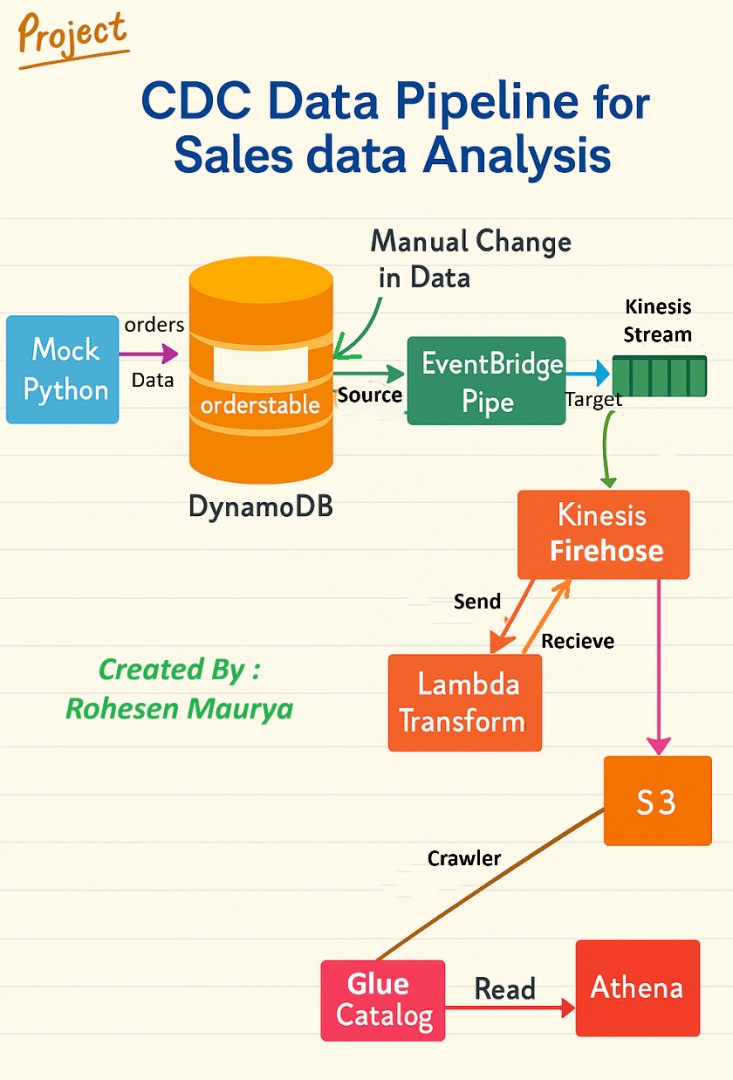 Project
CDC Data Pipeline for
Sales data Analysis
Manual Change
in Data
Kinesis
Stream
orders
Mock
Python
Data
orderstable
DynamoDB
Source
EventBridge
Pipe
Target
Kinesis
Firehose
Send
Recieve
Lambda
Transform
Created By :
Rohesen Maurya
S3
Crawler
Glue
Catalog
Read
Athena